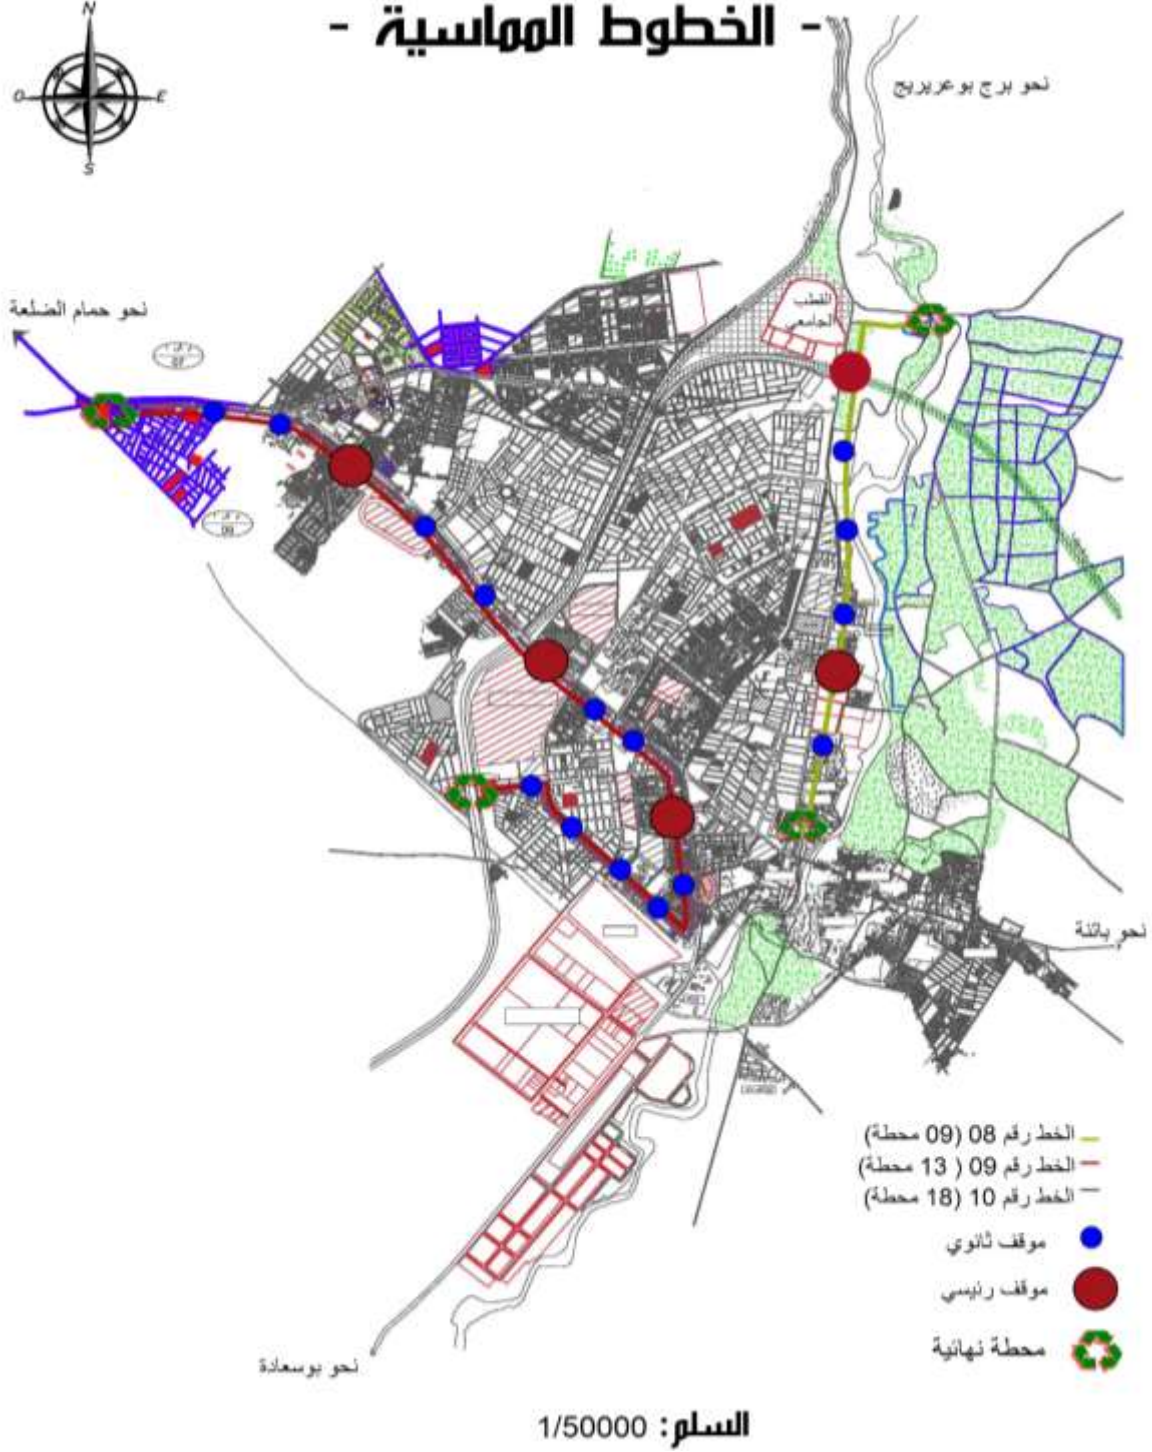 - الخطوط المماسية -
N
O
E
S
نحو برج بوعريريج
نحو حمام الضلعة
القطب
الجامعي
نحو باتنة
الخط رقم 08 (09 محطة)
الخط رقم 09 ( 13 محطة)
الخط رقم 10 (18 محطة)
موقف ثانوي
موقف رئيسي
محطة نهائية
نحو بوسعادة
السلم: 1/50000